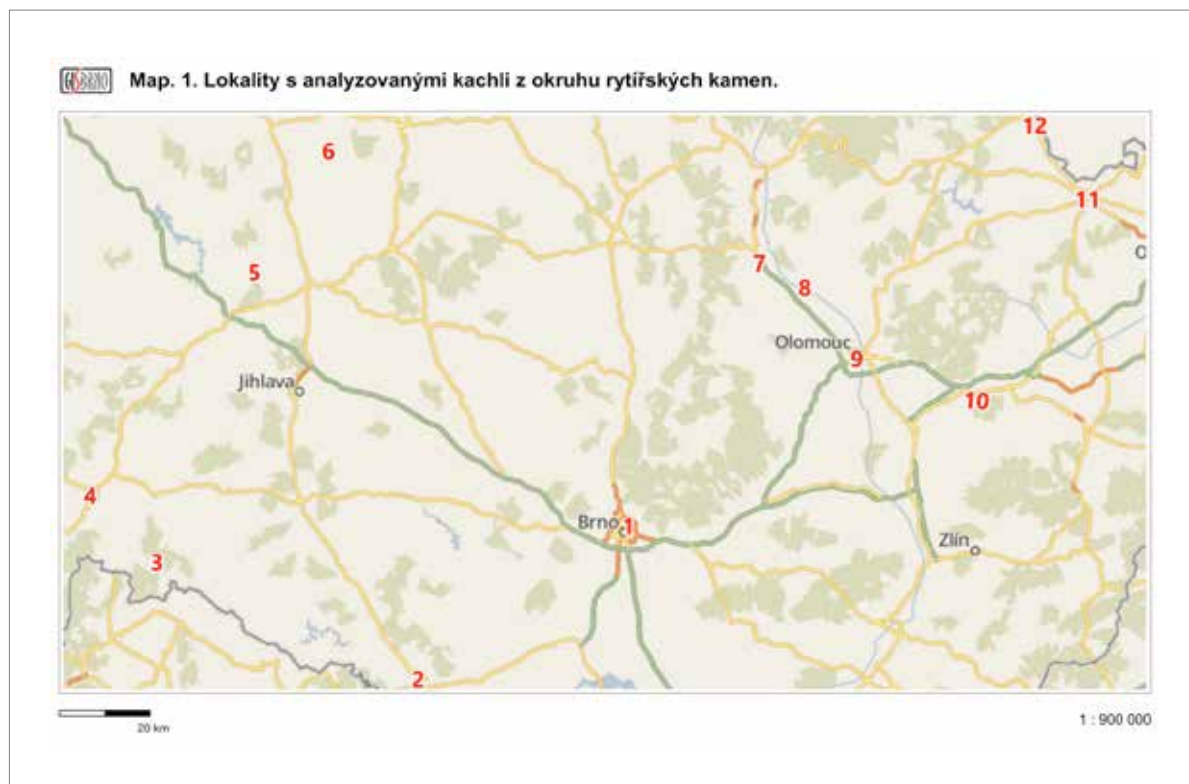 GISBRNO Map. 1. Lokality s analyzovanými kachli z okruhu rytířských kamen.
12
6
11
O
7
5
8
Olomouc
9
Jihlava
10
4
Brno
1
Zlín
3
2
20 km
1 : 900 000